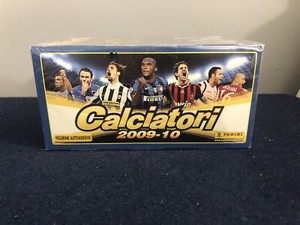 Calciatori
2009-10
FIGURINE AUTOADESIVE
PANINI